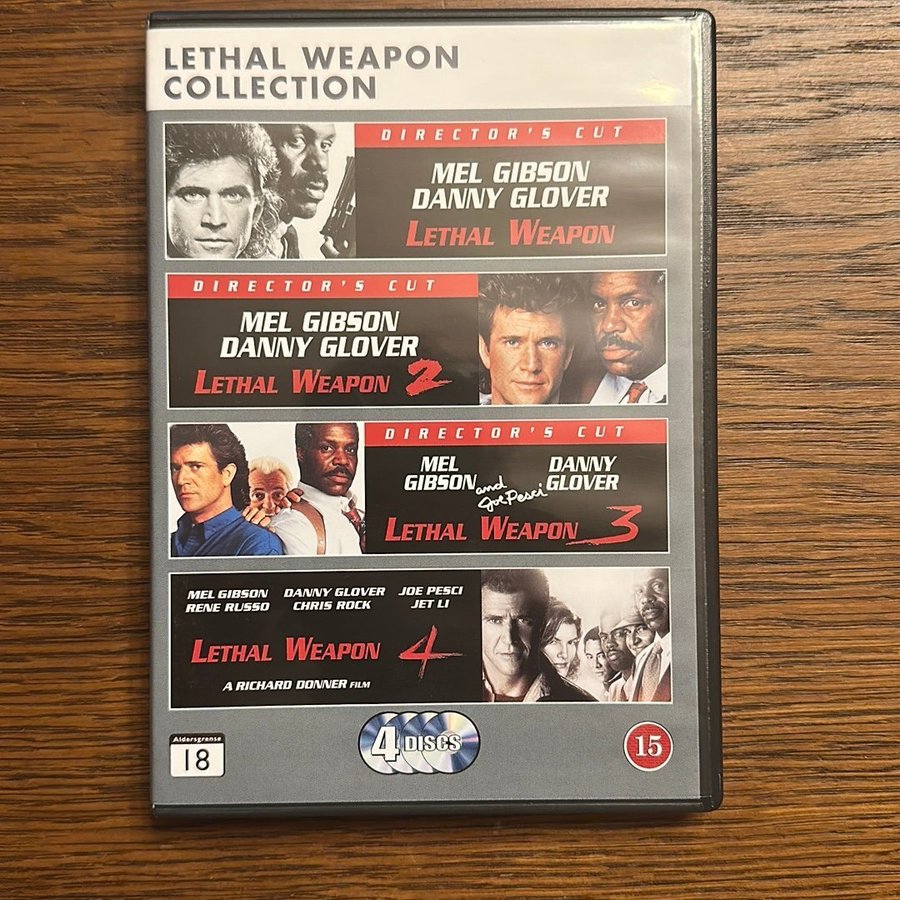 LETHAL WEAPON
COLLECTION
DIRECTOR'S CUT
MEL GIBSON
DANNY GLOVER
LETHAL WEAPON
DIRECTOR'S CUT
MEL GIBSON
DANNY GLOVER
LETHAL WEAPON 2
DIRECTOR'S CUT
MEL GIBSON and Joe Pesci DANNY GLOVER
LETHAL WEAPON 3
MEL GIBSON DANNY GLOVER JOE PESCI
RENE RUSSO CHRIS ROCK JET LI
LETHAL WEAPON 4
A RICHARD DONNER FILM
Aldersgrense
18
4 DISCS
15